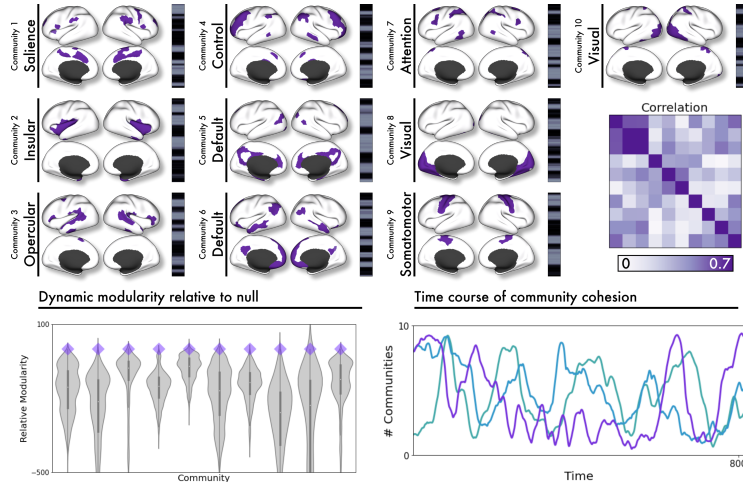 Community 1
Salience
Community 4
Control
Community 7
Attention
Community 10
Visual
Community 2
Insular
Community 5
Default
Community 8
Visual
Correlation
0
0.7
Community 3
Opercular
Community 6
Default
Community 9
Somatomotor
Dynamic modularity relative to null
Time course of community cohesion
100
Relative Modularity
-500
Community
10
# Communities
0
800
Time